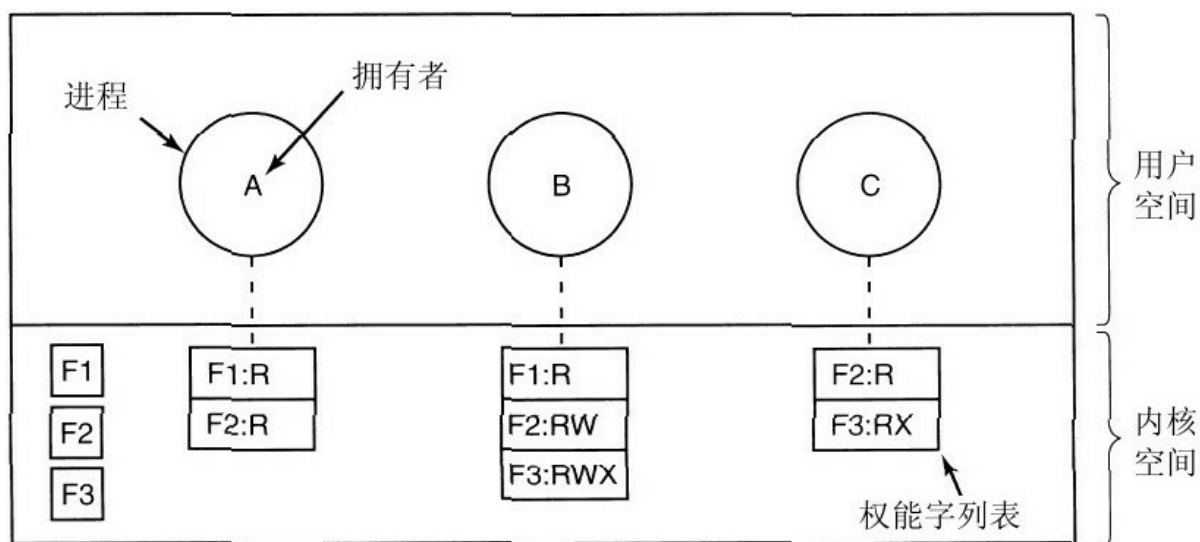 拥有者
进程
A
B
C
用户
空间
F1
F2
F3
F1:R
F2:R
F1:R
F2:RW
F3:RWX
F2:R
F3:RX
内核
空间
权能字列表